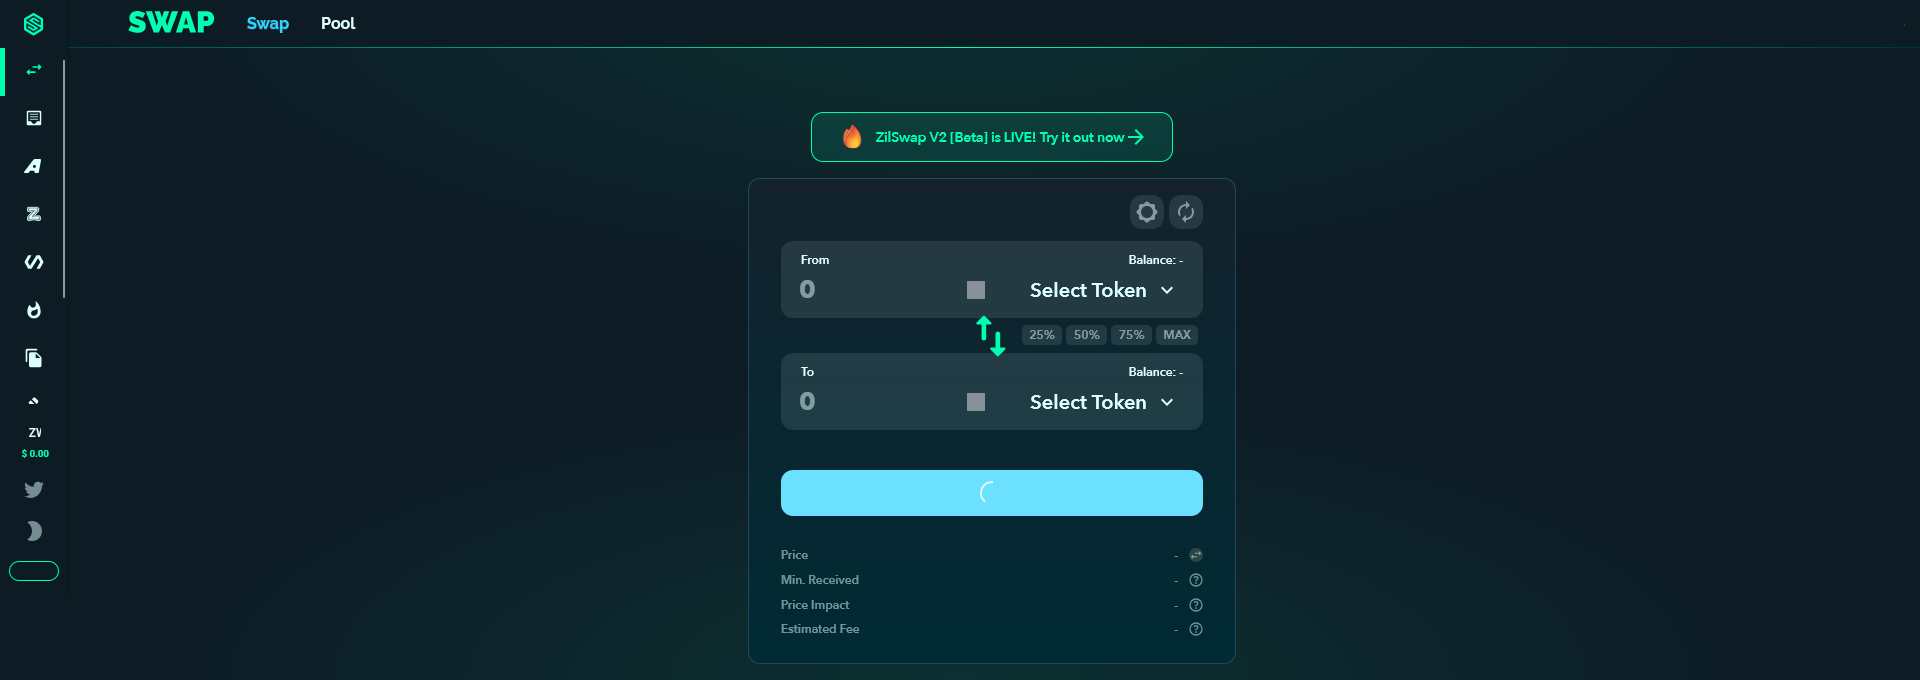 SWAP
Swap
Pool
ZilSwap V2 [Beta] is LIVE! Try it out now
From
Balance: -
0
Select Token
25%
50%
75%
MAX
To
Balance: -
0
Select Token
Price
-
Min. Received
-
Price Impact
-
Estimated Fee
-
$ 0.00